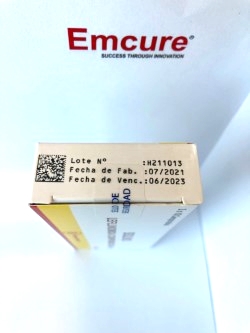 Emcure®
SUCCESS THROUGH INNOVATION
Lote Nº :H211013
Fecha de Fab. :07/2021
Fecha de Venc. :06/2023